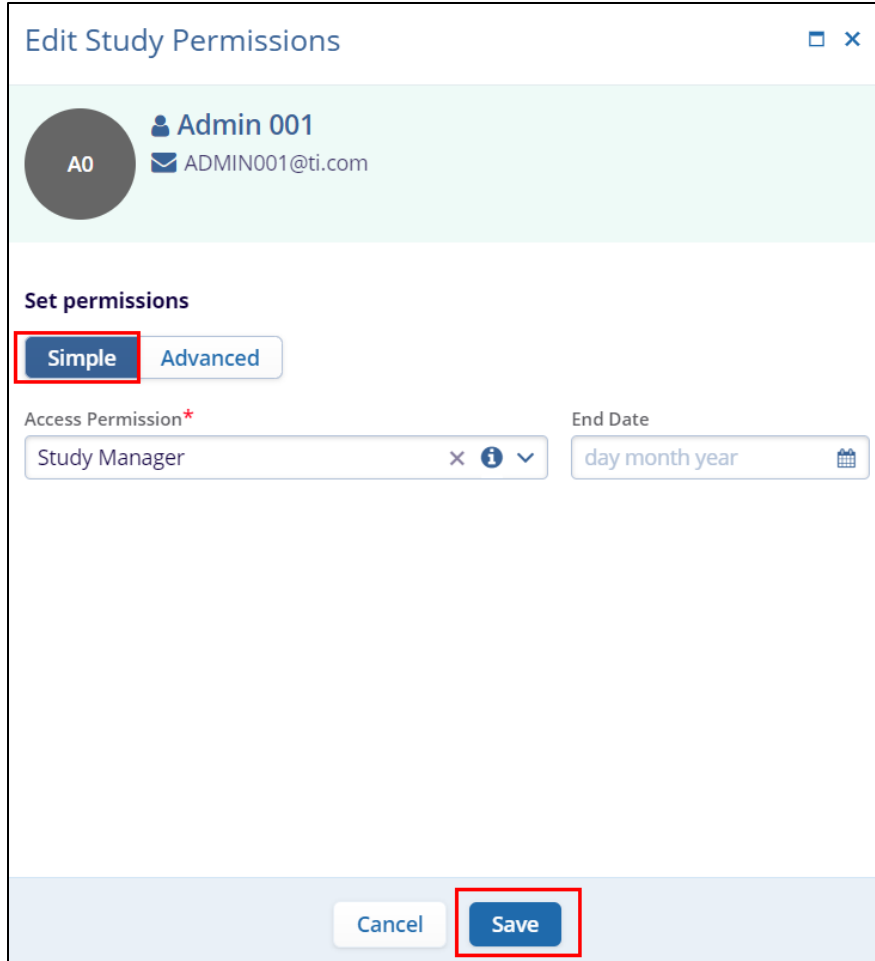 Edit Study Permissions
A0
Admin 001
ADMIN001@ti.com
Set permissions
Simple Advanced
Access Permission* End Date
Study Manager day month year
Cancel Save